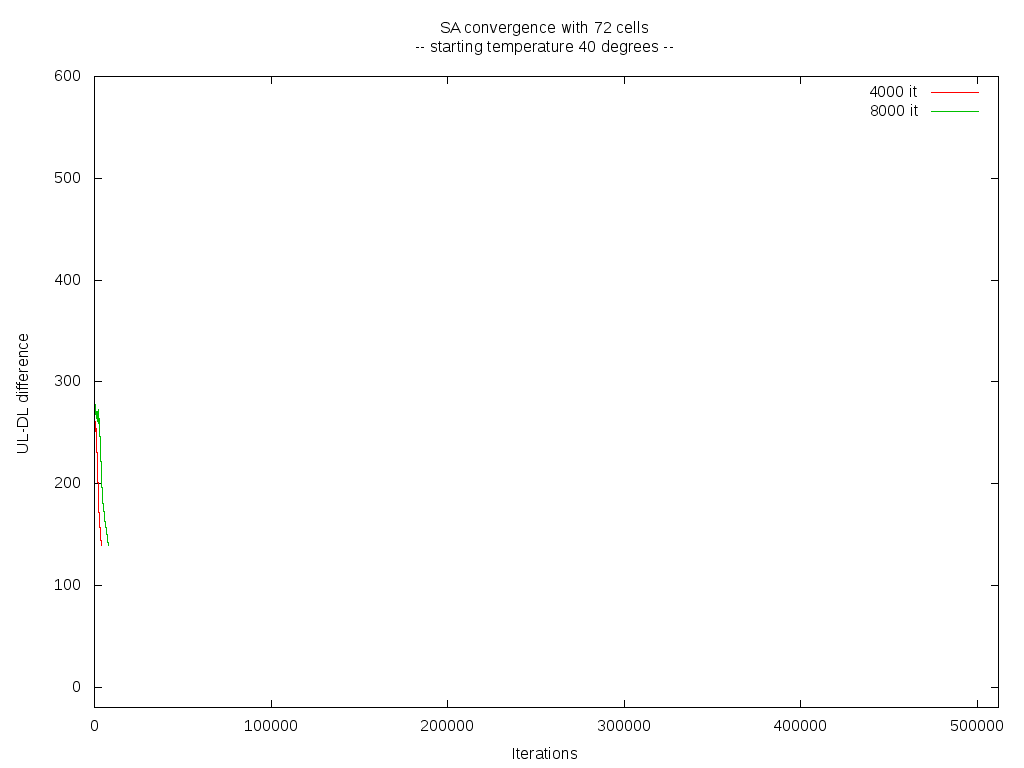 SA convergence with 72 cells
-- starting temperature 40 degrees --
600
4000 it
8000 it
500
400
300
UL-DL difference
200
100
0
0 100000 200000 300000 400000 500000
Iterations